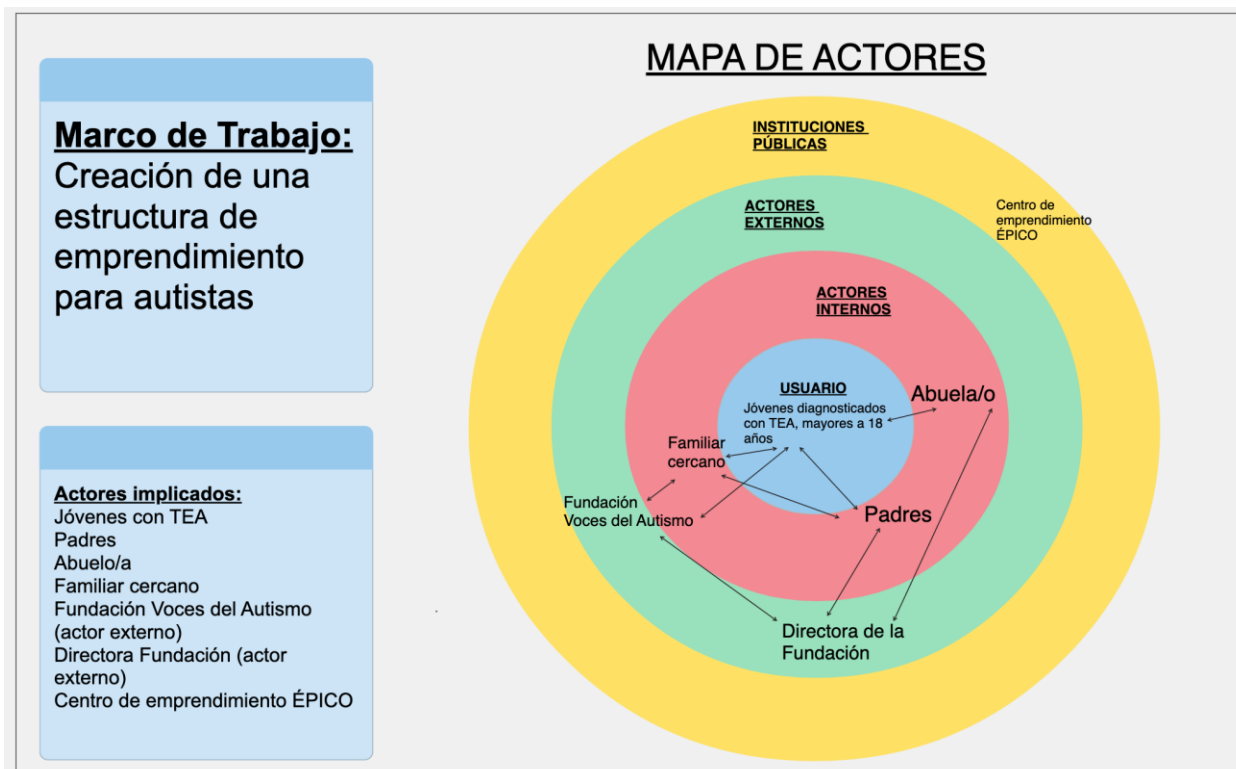 MAPA DE ACTORES
Marco de Trabajo:
Creación de una
estructura de
emprendimiento
para autistas
Actores implicados:
Jóvenes con TEA
Padres
Abuelo/a
Familiar cercano
Fundación Voces del Autismo
(actor externo)
Directora Fundación (actor
externo)
Centro de emprendimiento ÉPICO
INSTITUCIONES
PÚBLICAS
Centro de
emprendimiento
ÉPICO
ACTORES
EXTERNOS
ACTORES
INTERNOS
USUARIO
Jóvenes diagnosticados
con TEA, mayores a 18
años
Abuela/o
Familiar
cercano
Fundación
Voces del Autismo
Padres
Directora de la
Fundación